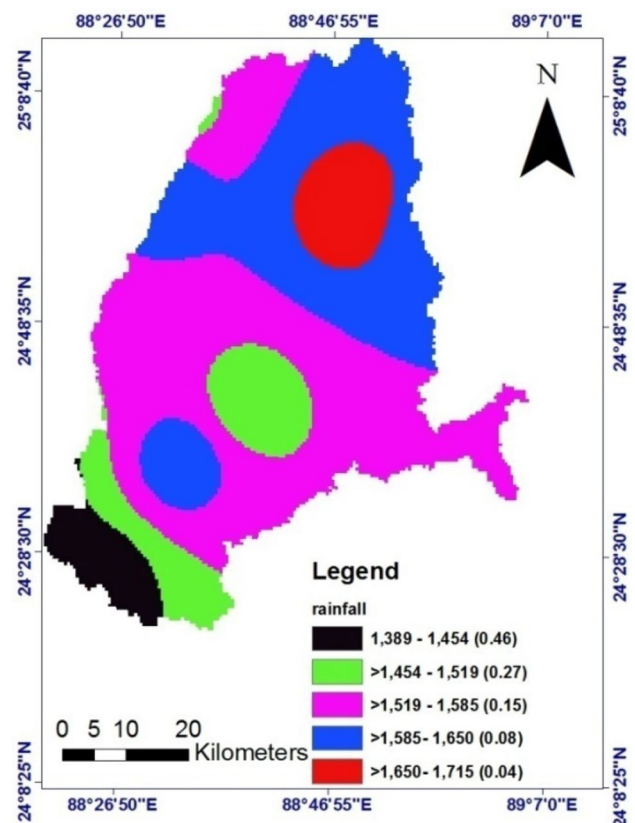 88°26'50"E 88°46'55"E 89°7'0"E
25°8'40"N
25°8'40"N
N
24°48'35"N
24°48'35"N
24°28'30"N
24°28'30"N
Legend
rainfall
1,389 - 1,454 (0.46)
>1,454 - 1,519 (0.27)
>1,519 - 1,585 (0.15)
>1,585- 1,650 (0.08)
>1,650- 1,715 (0.04)
0 5 10 20
Kilometers
24°8'25"N
24°8'25"N
88°26'50"E 88°46'55"E 89°7'0"E